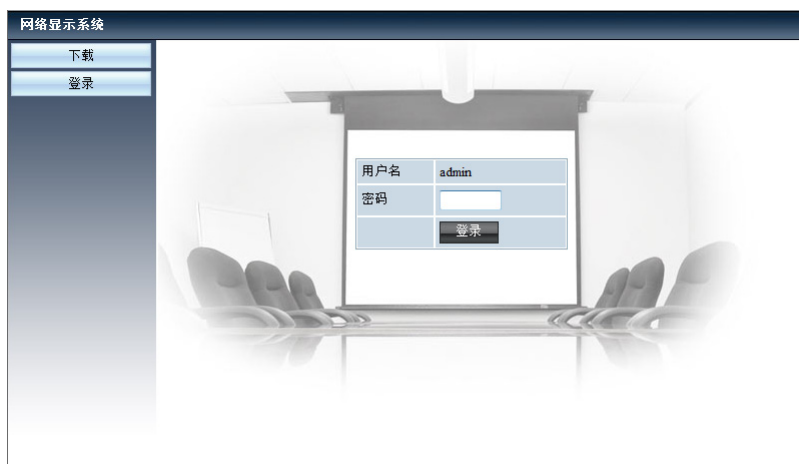 网络显示系统
下载
登录
用户名 admin
密码
登录